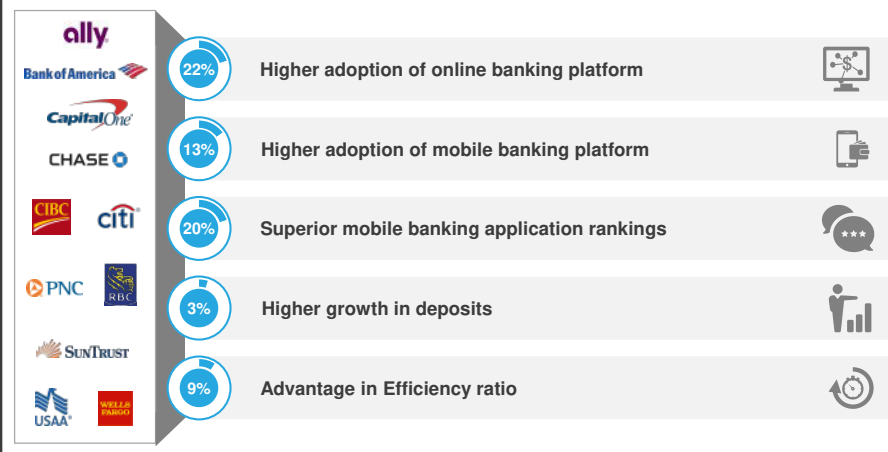 ally
Bank of America
Capital One
CHASE
CIBC
citi
PNC
RBC
SUNTRUST
USAA®
WELLS
FARGO
22%
Higher adoption of online banking platform
$
13%
Higher adoption of mobile banking platform
20%
Superior mobile banking application rankings
3%
Higher growth in deposits
9%
Advantage in Efficiency ratio